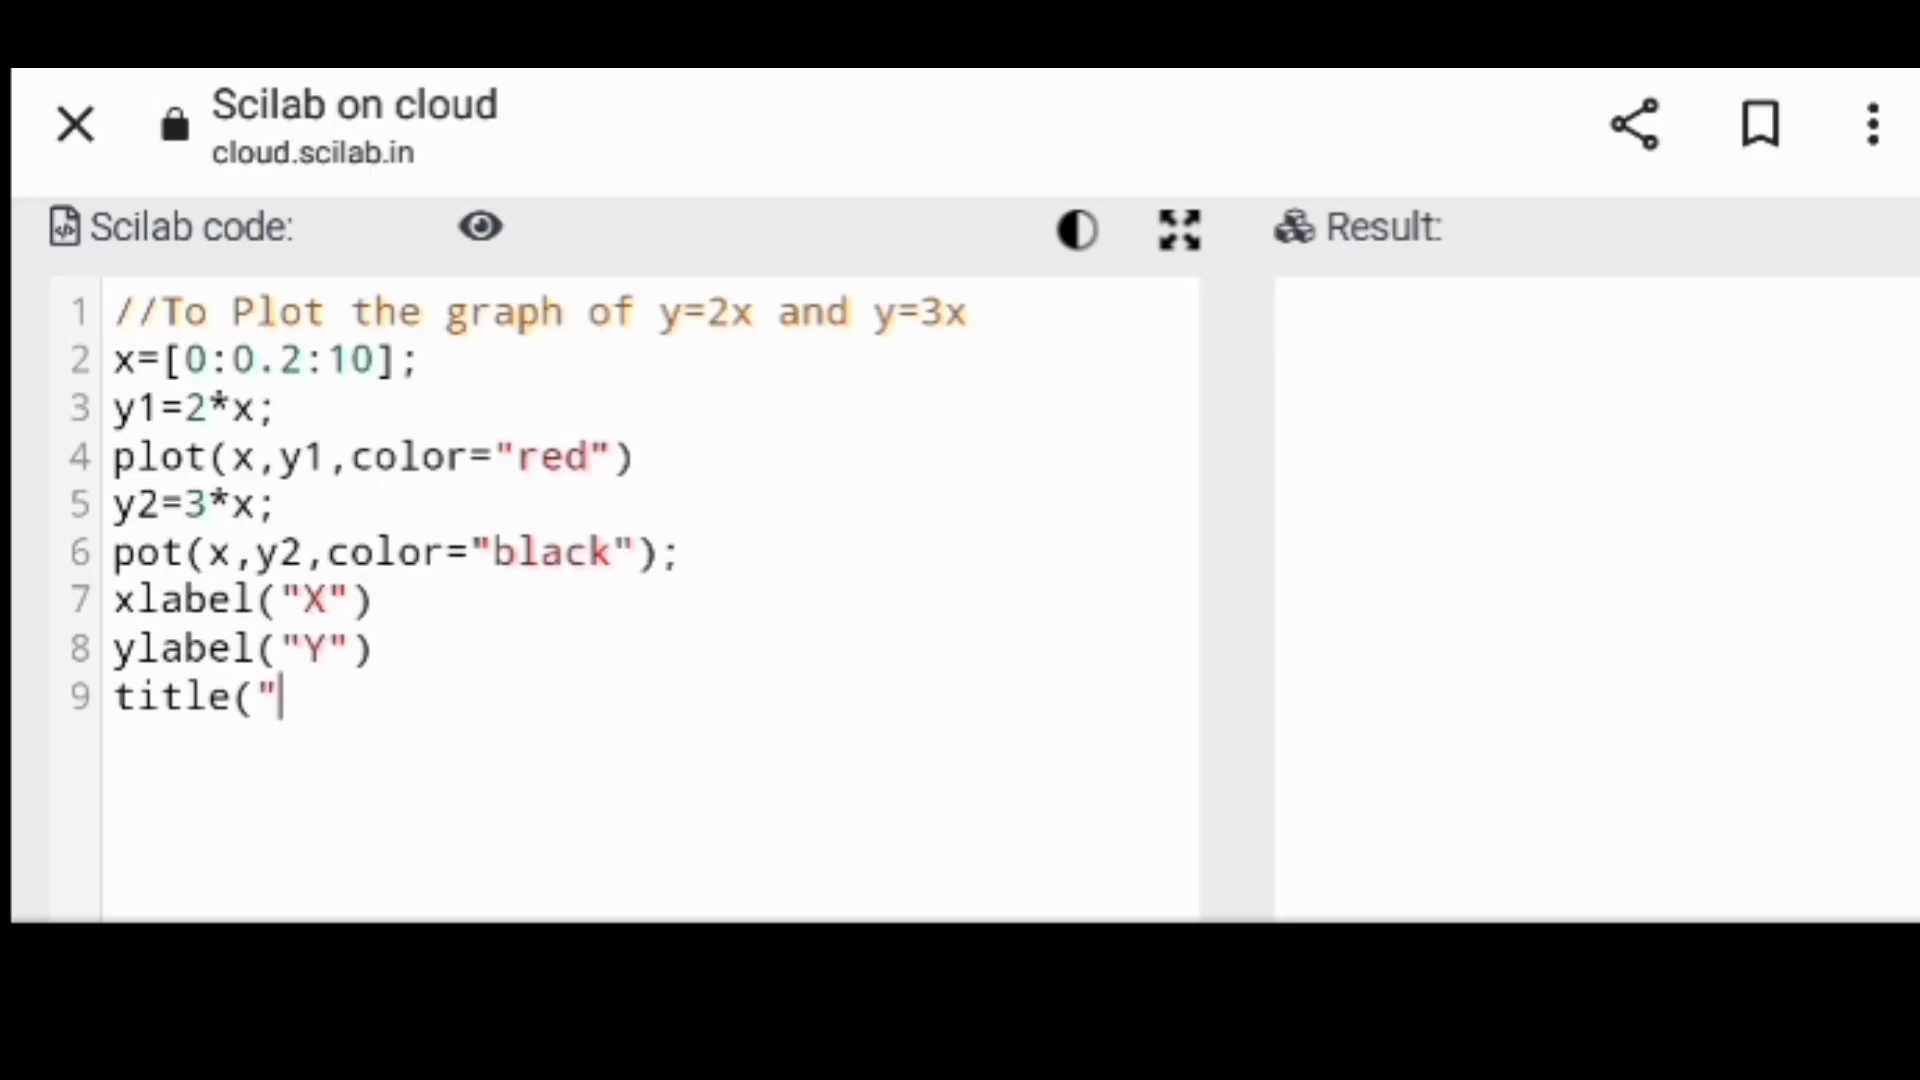 Scilab on cloud
cloud.scilab.in
Scilab code:
Result:
1 //To Plot the graph of y=2x and y=3x
2 x=[0:0.2:10];
3 y1=2*x;
4 plot(x,y1,color="red")
5 y2=3*x;
6 pot(x,y2,color="black");
7 xlabel("X")
8 ylabel("Y")
9 title("